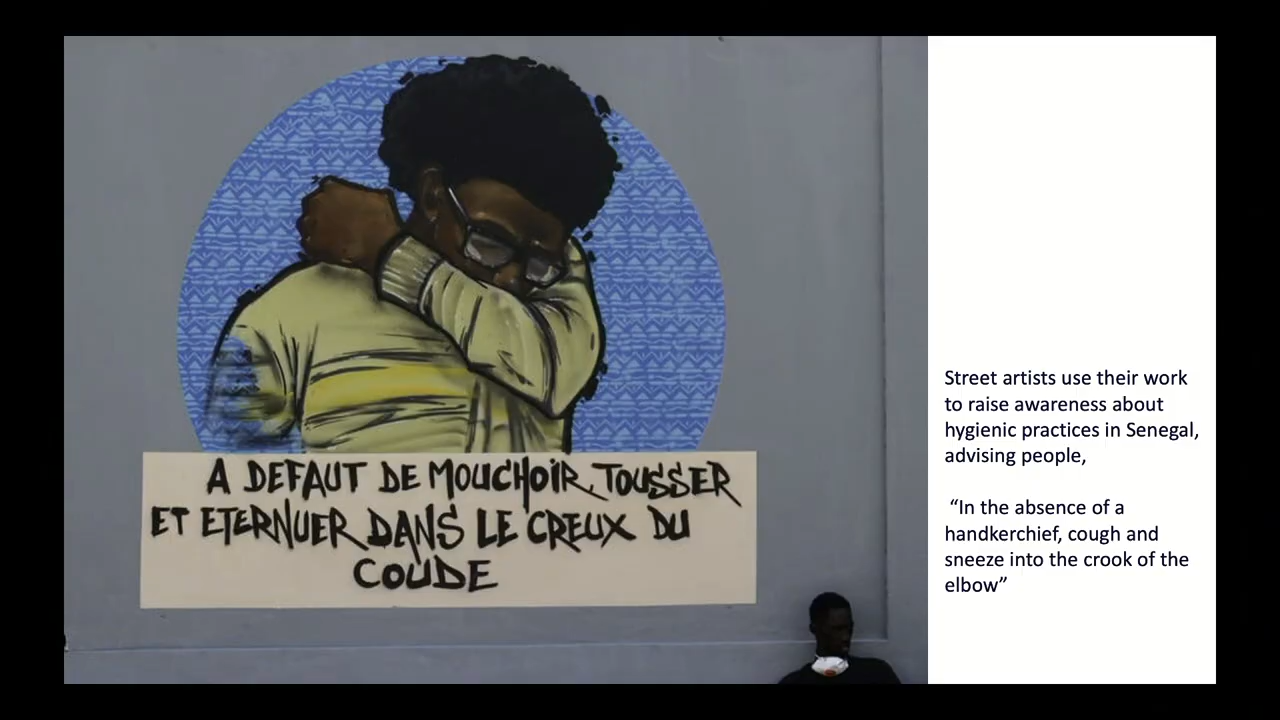 A DEFAUT DE MOUCHOIR, TOUSSER
ET ETERNUER DANS LE CREUX DU
COUDE
Street artists use their work
to raise awareness about
hygienic practices in Senegal,
advising people,
“In the absence of a
handkerchief, cough and
sneeze into the crook of the
elbow”